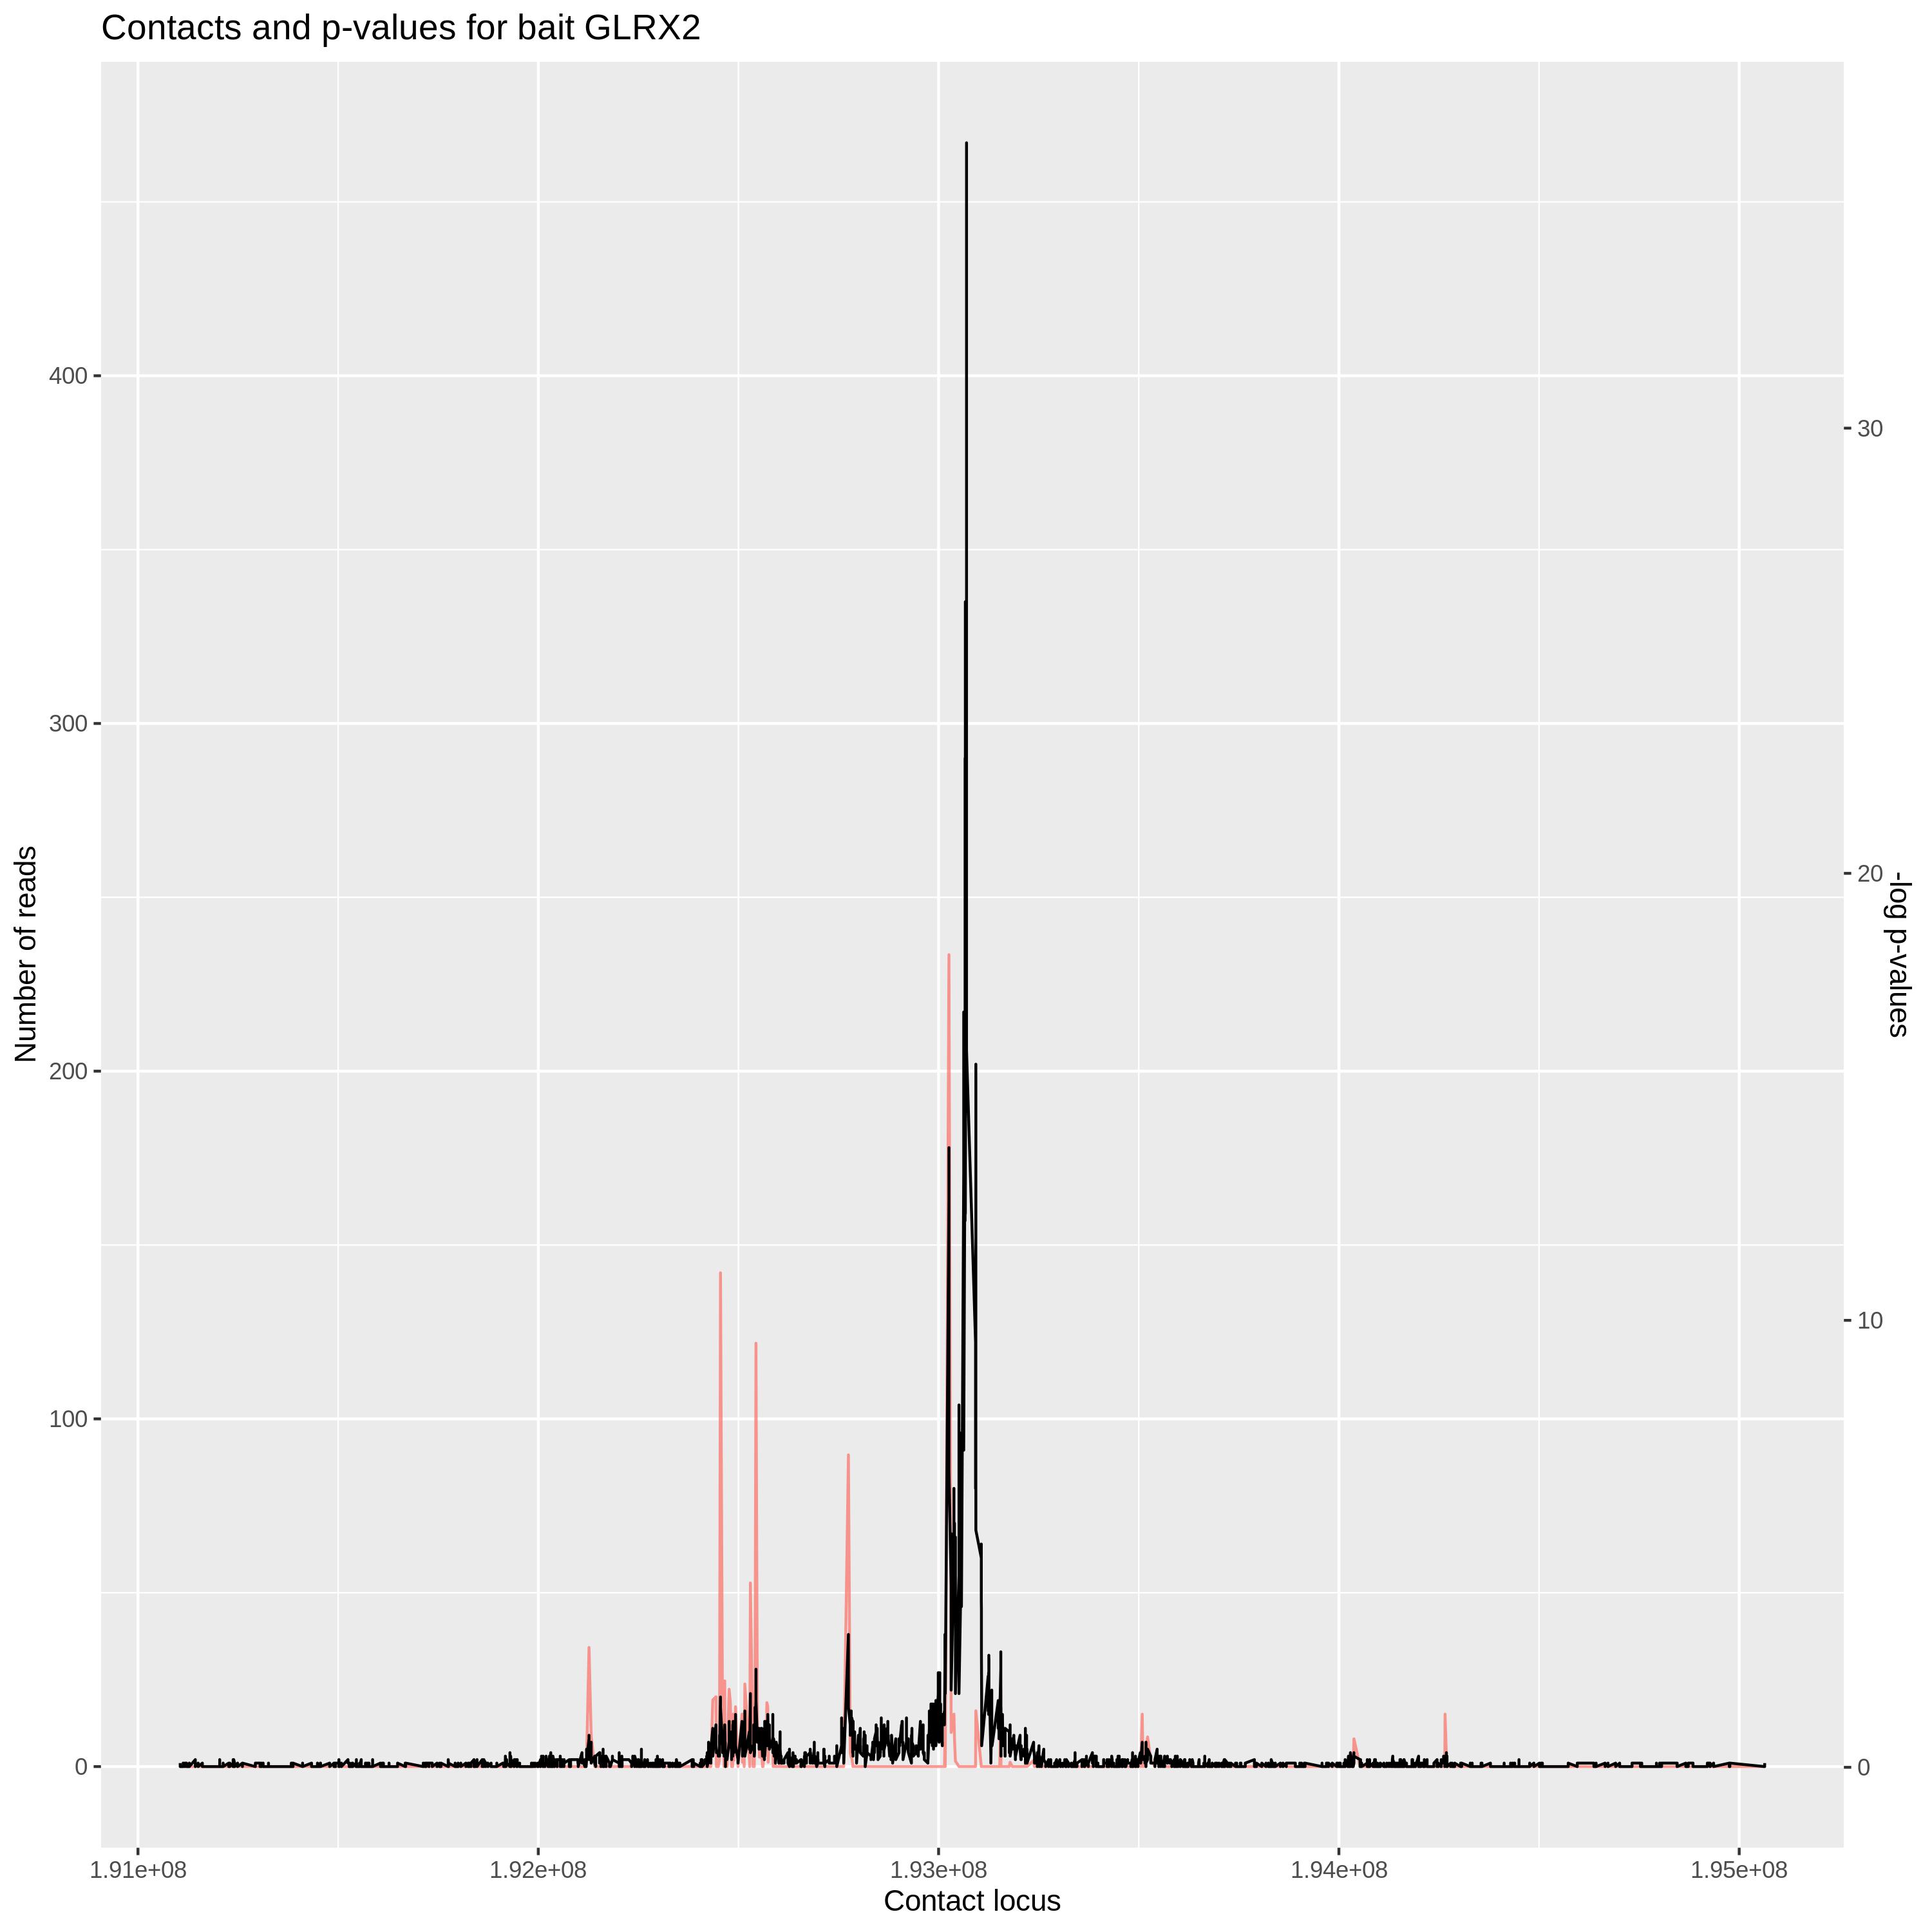 Contacts and p-values for bait GLRX2
Number of reads
400
300
200
100
0
30
20
10
0
-log p-values
1.91e+08
1.92e+08
1.93e+08
1.94e+08
1.95e+08
Contact locus